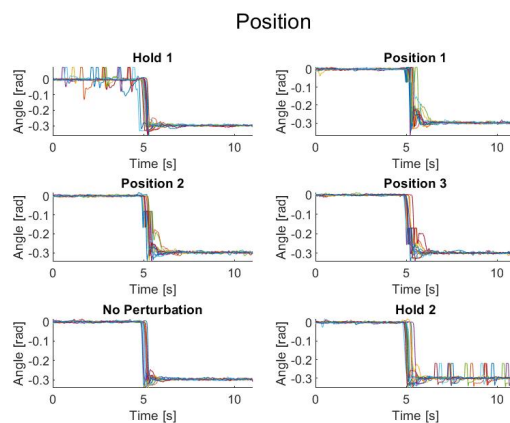 Position
Hold 1
Position 1
Angle [rad]
0
-0.1
-0.2
-0.3
0
5
10
Time [s]
Angle [rad]
0
-0.1
-0.2
-0.3
0
5
10
Time [s]
Position 2
Position 3
Angle [rad]
0
-0.1
-0.2
-0.3
0
5
10
Time [s]
Angle [rad]
0
-0.1
-0.2
-0.3
0
5
10
Time [s]
No Perturbation
Hold 2
Angle [rad]
0
-0.1
-0.2
-0.3
0
5
10
Time [s]
Angle [rad]
0
-0.1
-0.2
-0.3
0
5
10
Time [s]